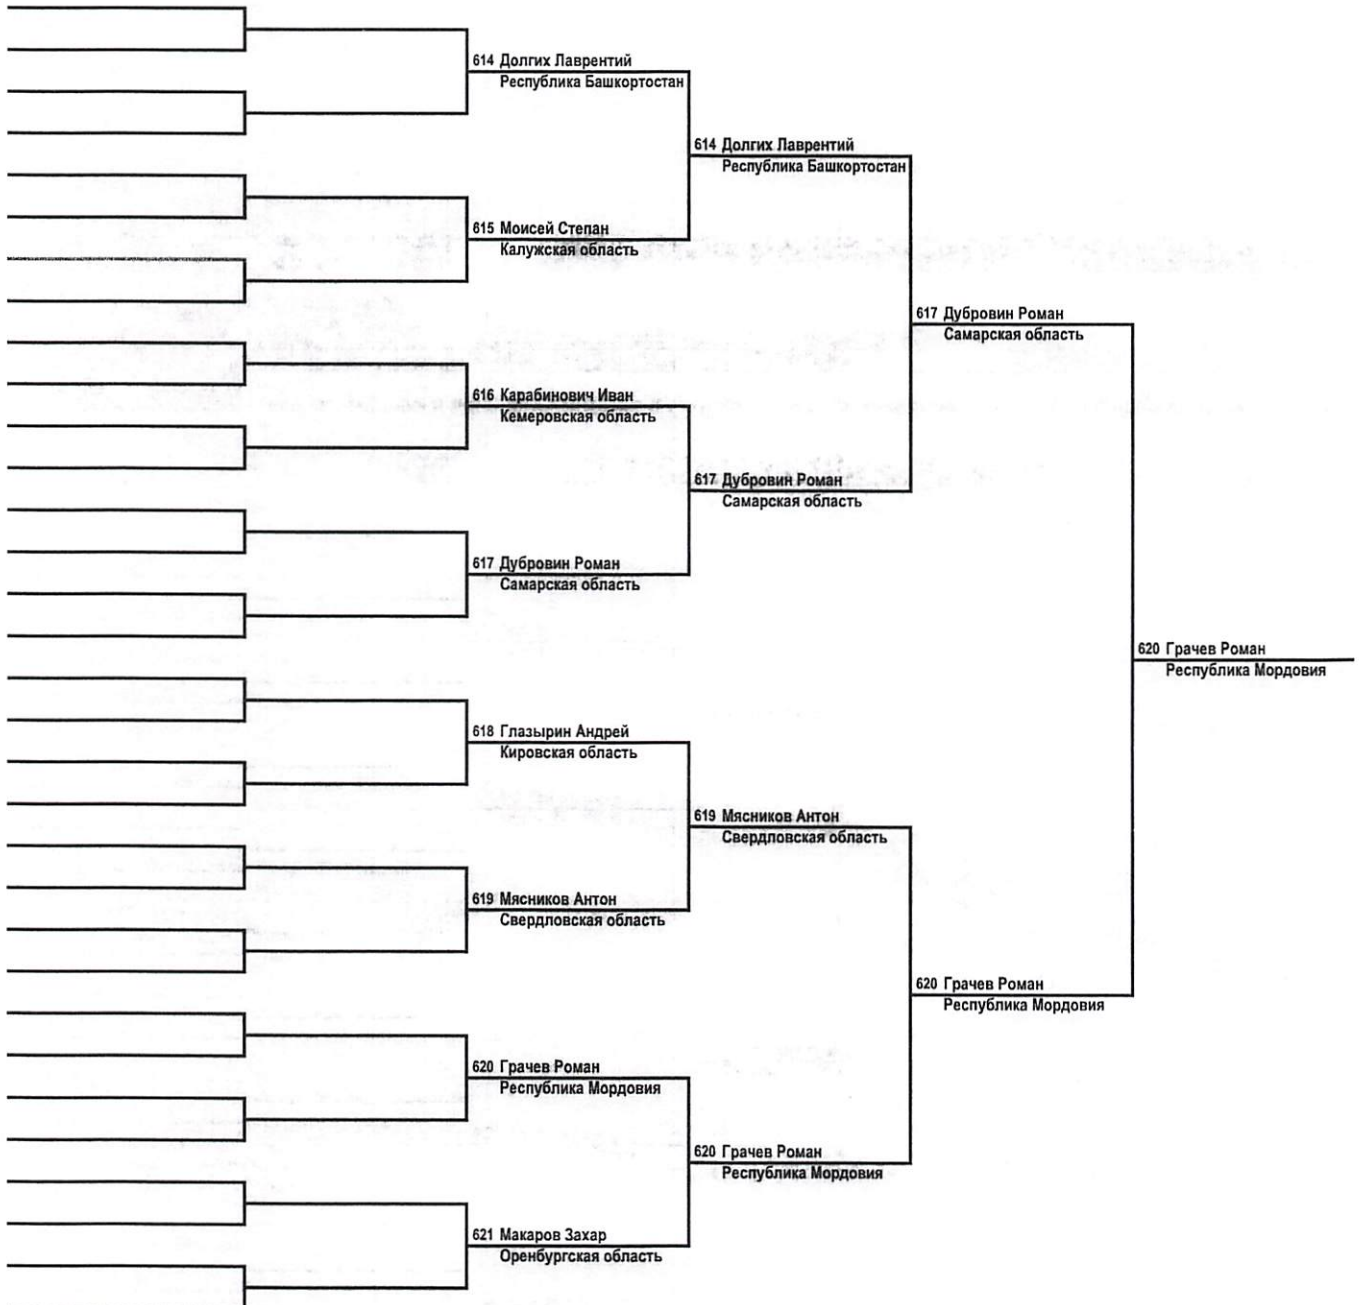 614 Долгих Лаврентий
Республика Башкортостан
614 Долгих Лаврентий
Республика Башкортостан
615 Моисей Степан
Калужская область
617 Дубровин Роман
Самарская область
616 Карабинович Иван
Кемеровская область
617 Дубровин Роман
Самарская область
617 Дубровин Роман
Самарская область
620 Грачев Роман
Республика Мордовия
618 Глазырин Андрей
Кировская область
619 Мясников Антон
Свердловская область
619 Мясников Антон
Свердловская область
620 Грачев Роман
Республика Мордовия
620 Грачев Роман
Республика Мордовия
620 Грачев Роман
Республика Мордовия
621 Макаров Захар
Оренбургская область